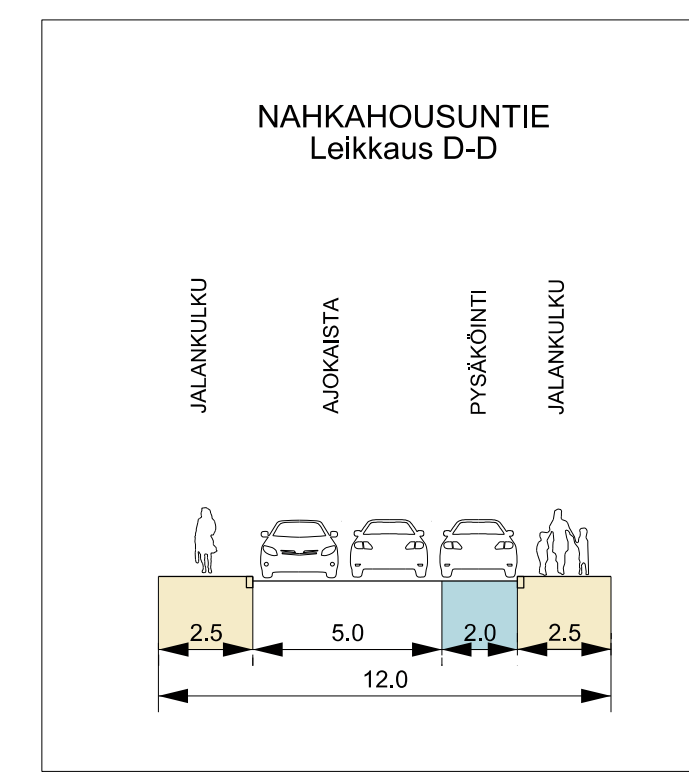 NAHKAHOUSUNTIE
Leikkaus D-D
JALANKULKU
AJOKAISTA
PYSÄKÖINTI
JALANKULKU
2.5
5.0
2.0
2.5
12.0